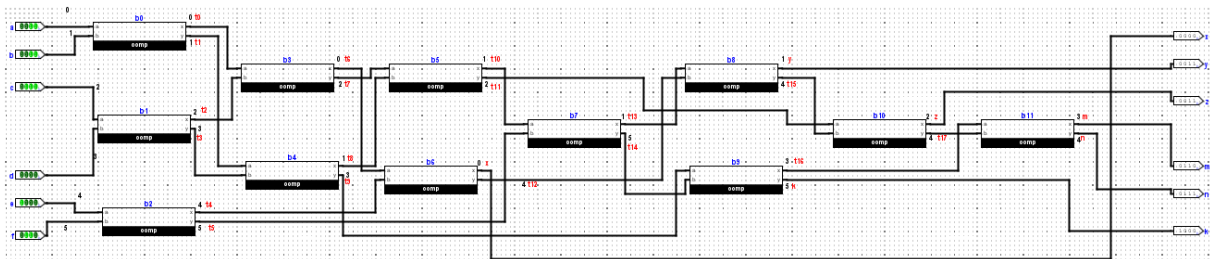 0
a
b0
a x
b y
comp
0 t0
1 t1
b
1
c
2
b1
a x
b y
comp
2 t2
3
t3
d
3
4
b2
a x
b y
comp
4 t4
5 t5
f
5
b3
a x
b y
comp
0 t6
2 t7
b4
a x
b y
comp
1 t8
3
b5
a x
b y
comp
1 t10
2 t11
b6
a x
b y
comp
0 x
4 t12
b7
a x
b y
comp
1 t13
5
t14
b8
a x
b y
comp
1 y
4 t15
b9
a x
b y
comp
3 t16
5 k
b10
a x
b y
comp
2 z
4 t17
b11
a x
b y
comp
3 m
4 n
x
y
z
m
n
k